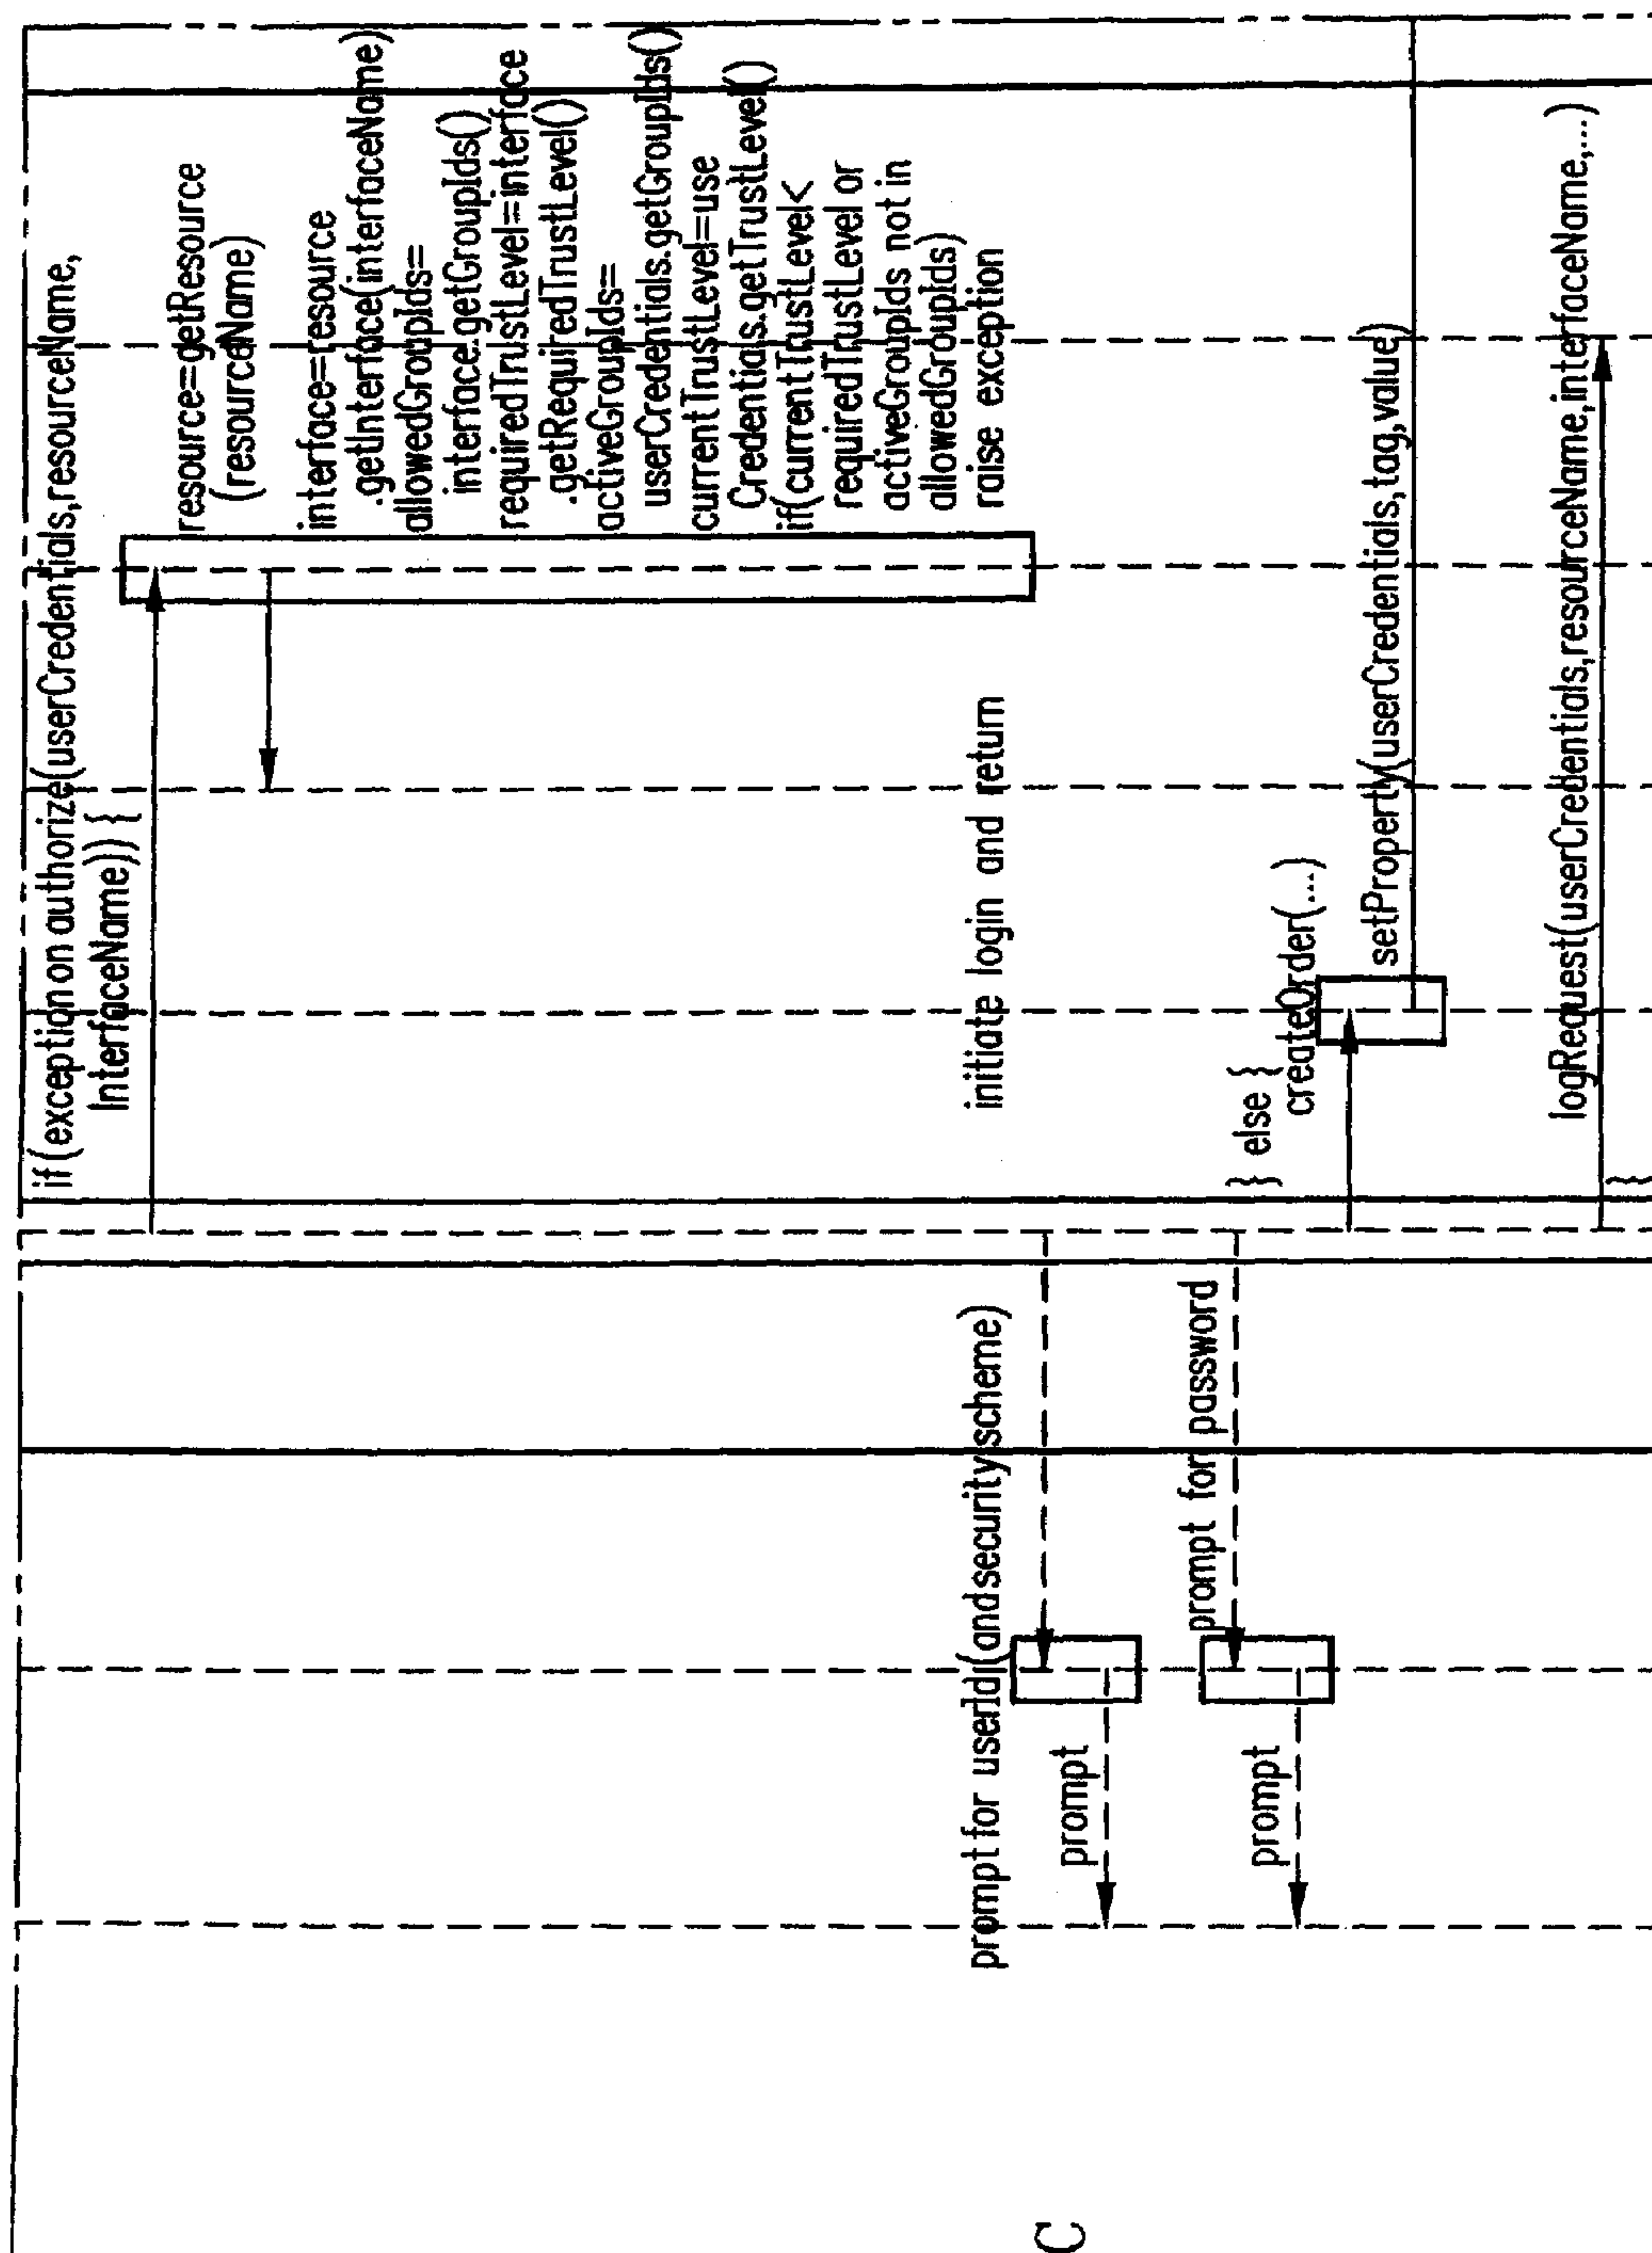 if(exception on authorize(userCredentials,resourceName,
InterfaceName)) {
resource=getResource
(resourceName)
interface=resource
.getInterface(interfaceName)
allowedGroupIds=
interface.getGroupIds()
requiredTrustLevel=interface
.getRequiredTrustLevel()
activeGroupIds=
userCredentials.getGroupIds()
currentTrustLevel=use
Credentials.getTrustLevel()
if(currentTrustLevel<
requiredTrustLevel or
activeGroupIds not in
allowedGroupIds)
raise exception
initiate login and return
prompt for userId(and security scheme)
prompt
prompt for password
prompt
} else {
createOrder(...)
setProperty(userCredentials,tag,value)
logRequest(userCredentials,resourceName,interfaceName,...)
}
C